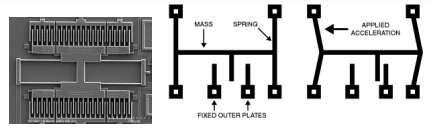 MASS
SPRING
APPLIED
ACCELERATION
FIXED OUTER PLATES